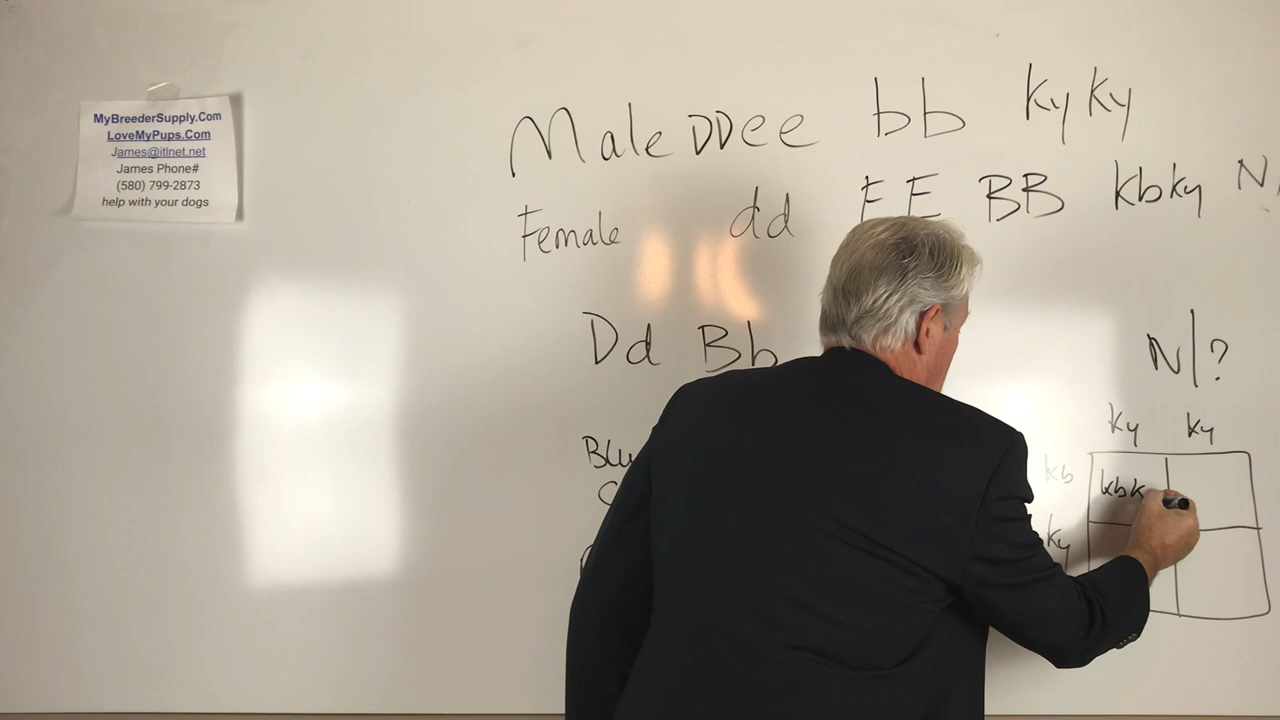 MyBreederSupply.Com
LoveMyPups.Com
James@itlnet.net
James Phone#
(580) 799-2873
help with your dogs
Male DDee bb kyky
Female dd EE BB kbky N
Dd Bb
N/?
ky ky
kb kbk
ky